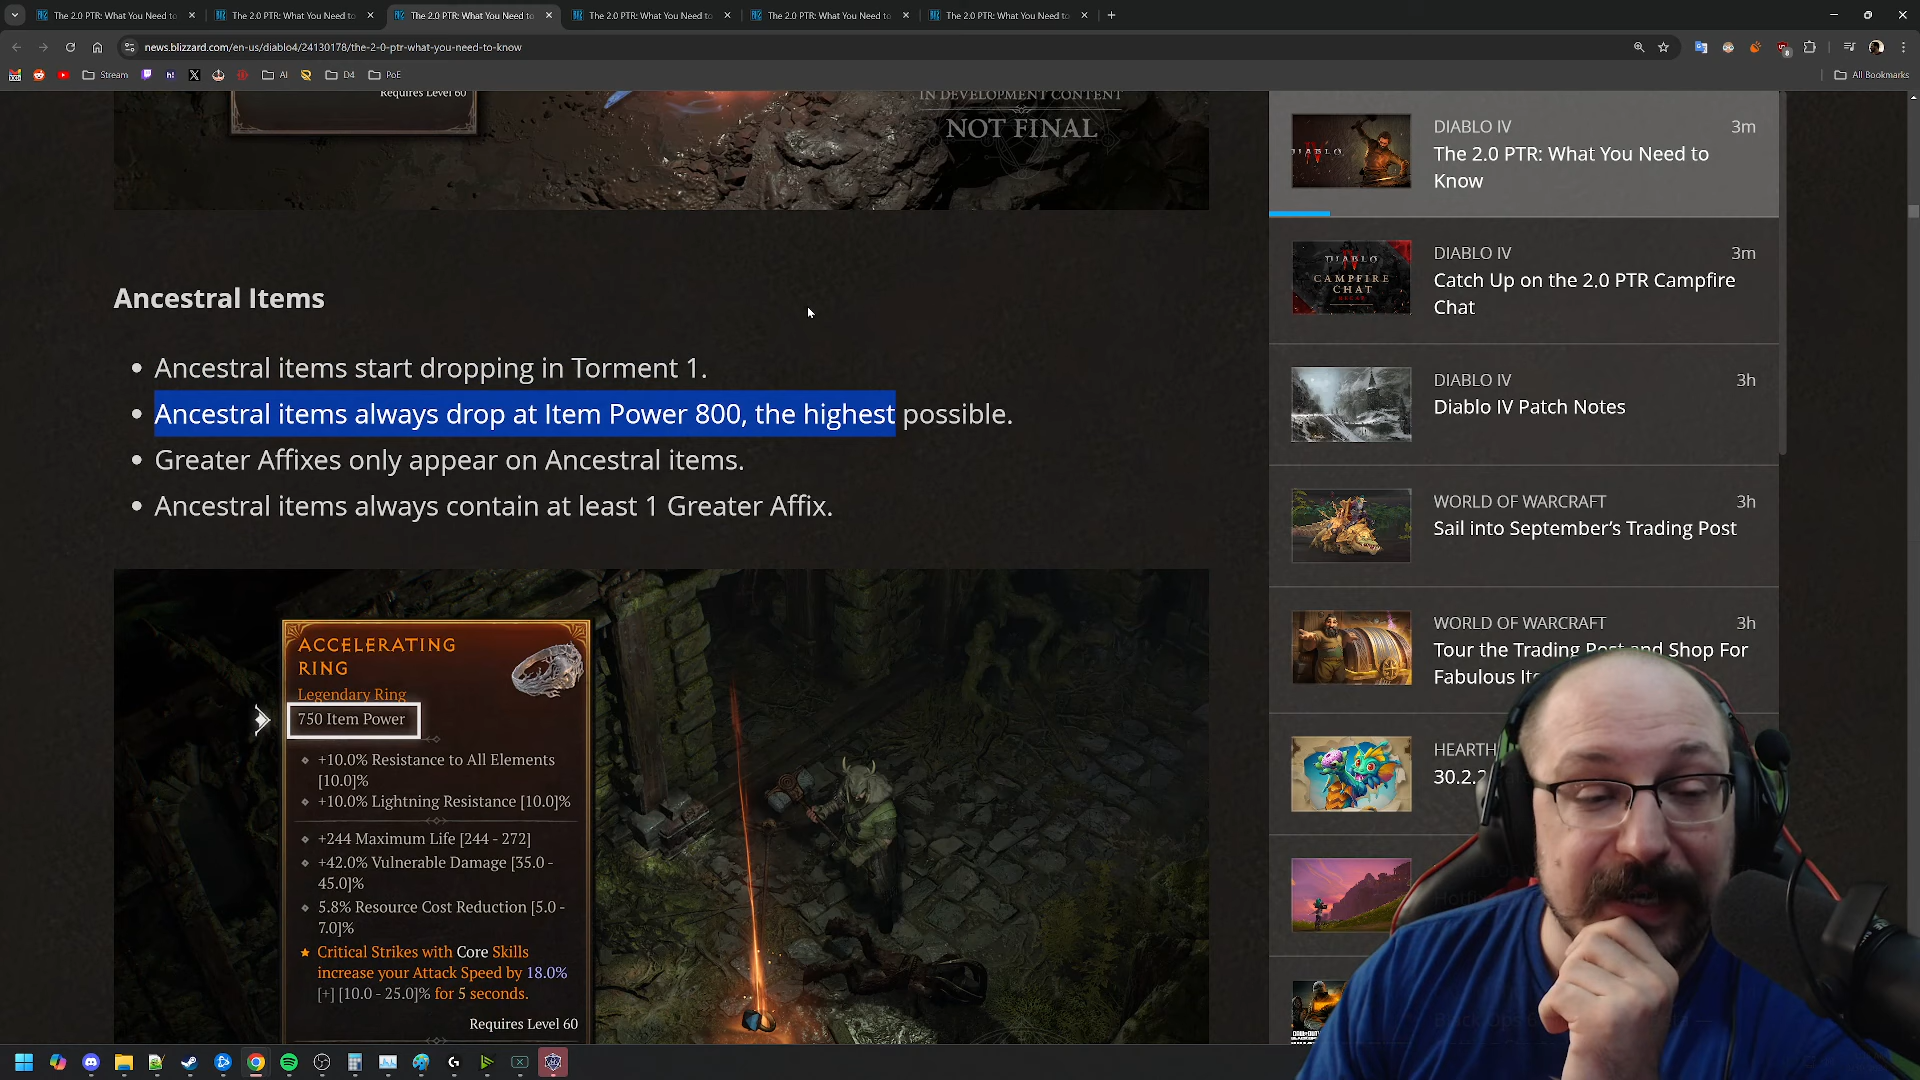 The 2.0 PTR: What You Need to
The 2.0 PTR: What You Need to
The 2.0 PTR: What You Need to
The 2.0 PTR: What You Need to
The 2.0 PTR: What You Need to
The 2.0 PTR: What You Need to
news.blizzard.com/en-us/diablo4/24130178/the-2-0-ptr-what-you-need-to-know
Stream
AI
D4
PoE
All Bookmarks
Requires Level 60
IN DEVELOPMENT CONTENT
NOT FINAL
Ancestral Items
• Ancestral items start dropping in Torment 1.
• Ancestral items always drop at Item Power 800, the highest possible.
• Greater Affixes only appear on Ancestral items.
• Ancestral items always contain at least 1 Greater Affix.
ACCELERATING
RING
Legendary Ring
750 Item Power
+10.0% Resistance to All Elements
[10.0]%
+10.0% Lightning Resistance [10.0]%
+244 Maximum Life [244 - 272]
+42.0% Vulnerable Damage [35.0 -
45.0]%
5.8% Resource Cost Reduction [5.0 -
7.0]%
Critical Strikes with Core Skills
increase your Attack Speed by 18.0%
[+] [10.0 - 25.0]% for 5 seconds.
Requires Level 60
DIABLO IV 3m
The 2.0 PTR: What You Need to
Know
DIABLO IV 3m
Catch Up on the 2.0 PTR Campfire
Chat
DIABLO
CAMPFIRE
CHAT
DIABLO IV 3h
Diablo IV Patch Notes
WORLD OF WARCRAFT 3h
Sail into September's Trading Post
WORLD OF WARCRAFT 3h
Tour the Trading Post and Shop For
Fabulous
HEARTH
30.2.2